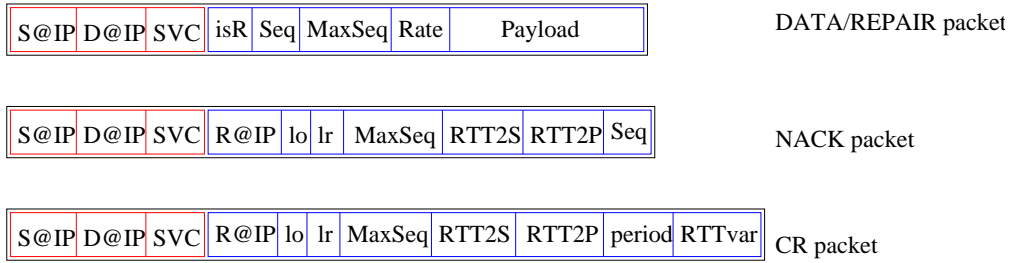 S@IP D@IP SVC isR Seq MaxSeq Rate Payload DATA/REPAIR packet
S@IP D@IP SVC R@IP lo lr MaxSeq RTT2S RTT2P Seq NACK packet
S@IP D@IP SVC R@IP lo lr MaxSeq RTT2S RTT2P period RTTvar CR packet